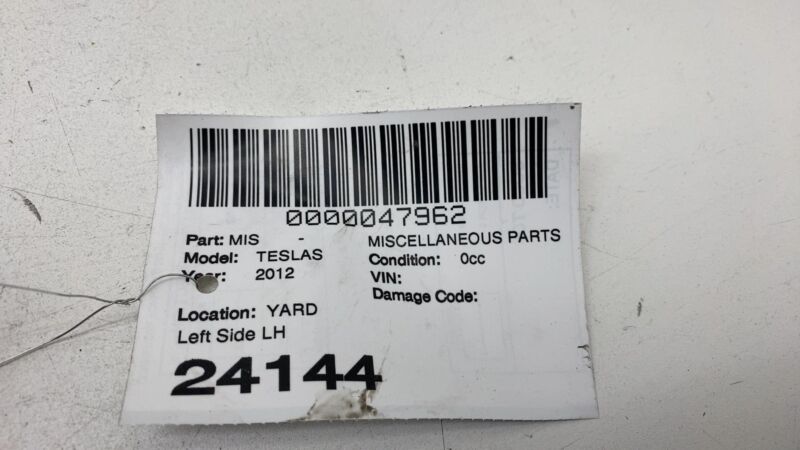 0000047962
Part: MIS - MISCELLANEOUS PARTS
Model: TESLAS Condition: 0cc
Year: 2012 VIN:
Damage Code:
Location: YARD
Left Side LH
24144